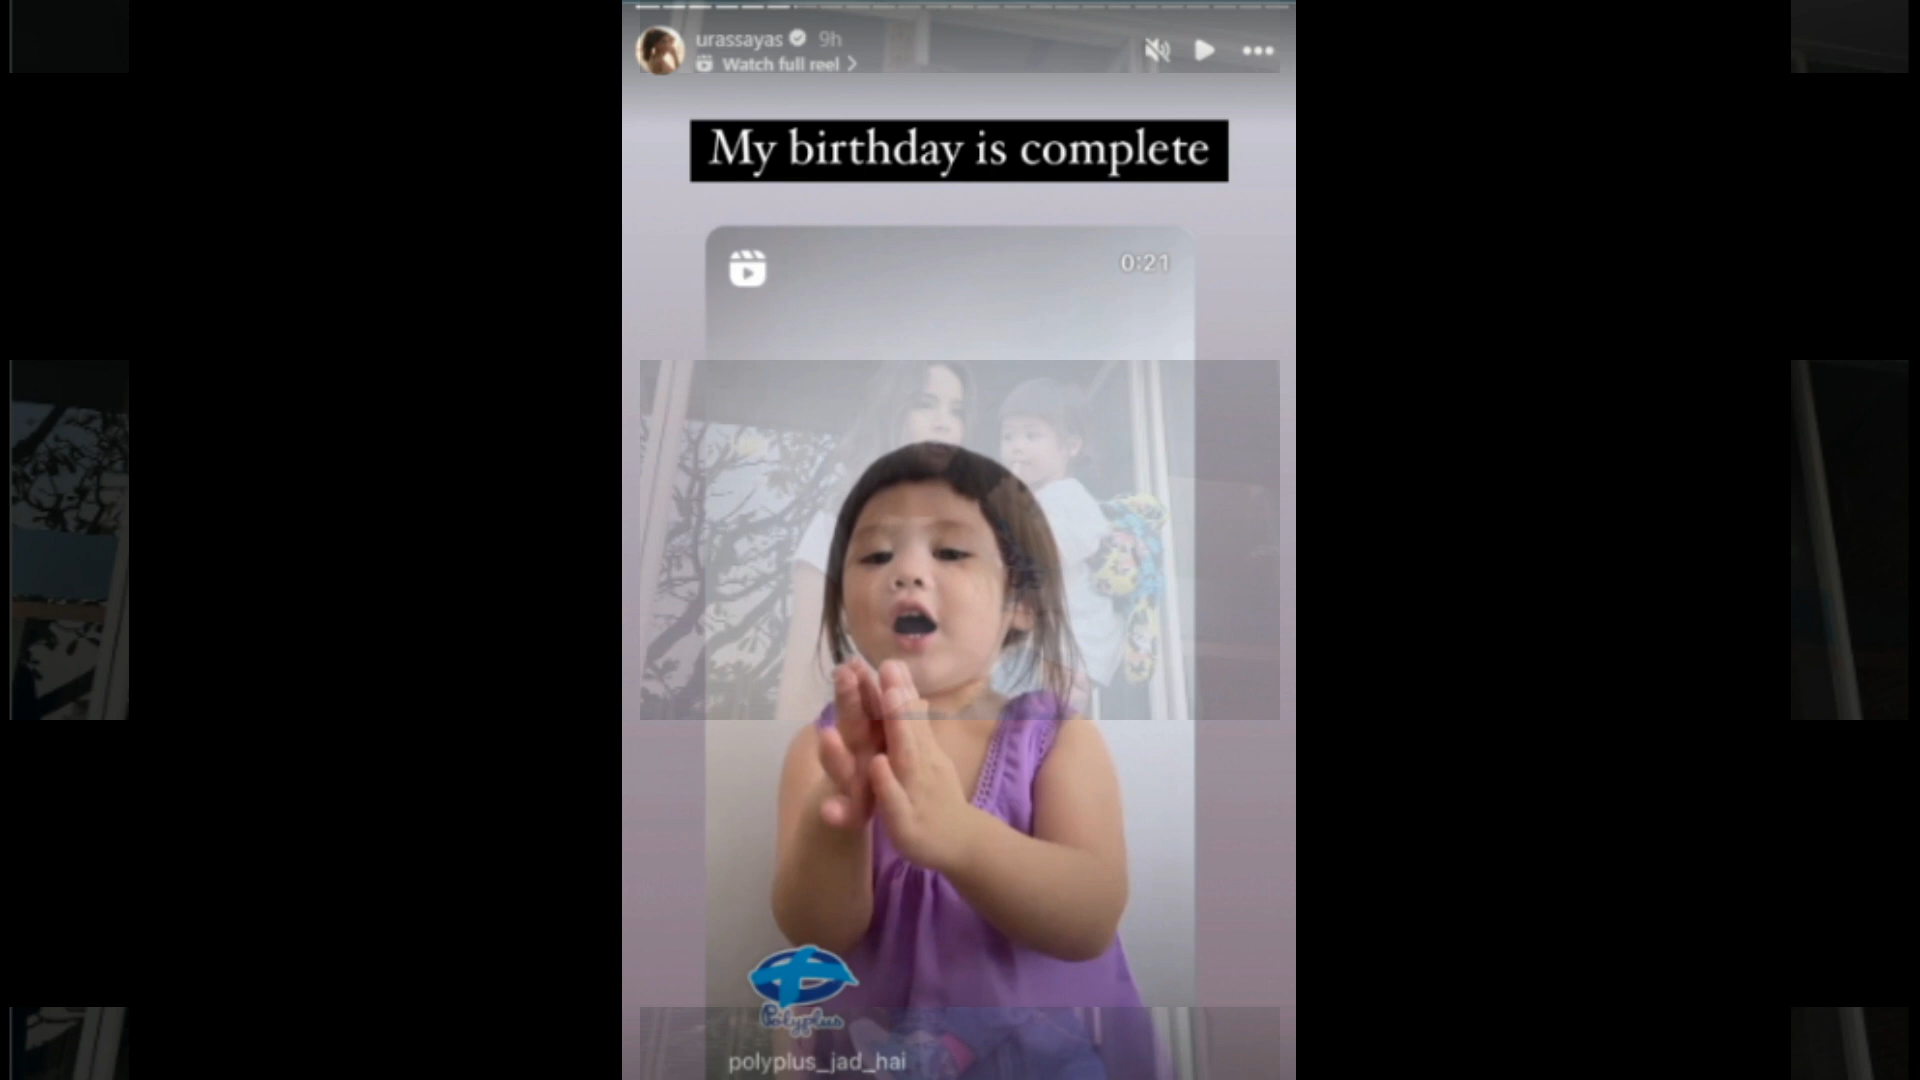 urassayas 9h
Watch full reel
My birthday is complete
0:21
Polyplus
polyplus_jad_hai